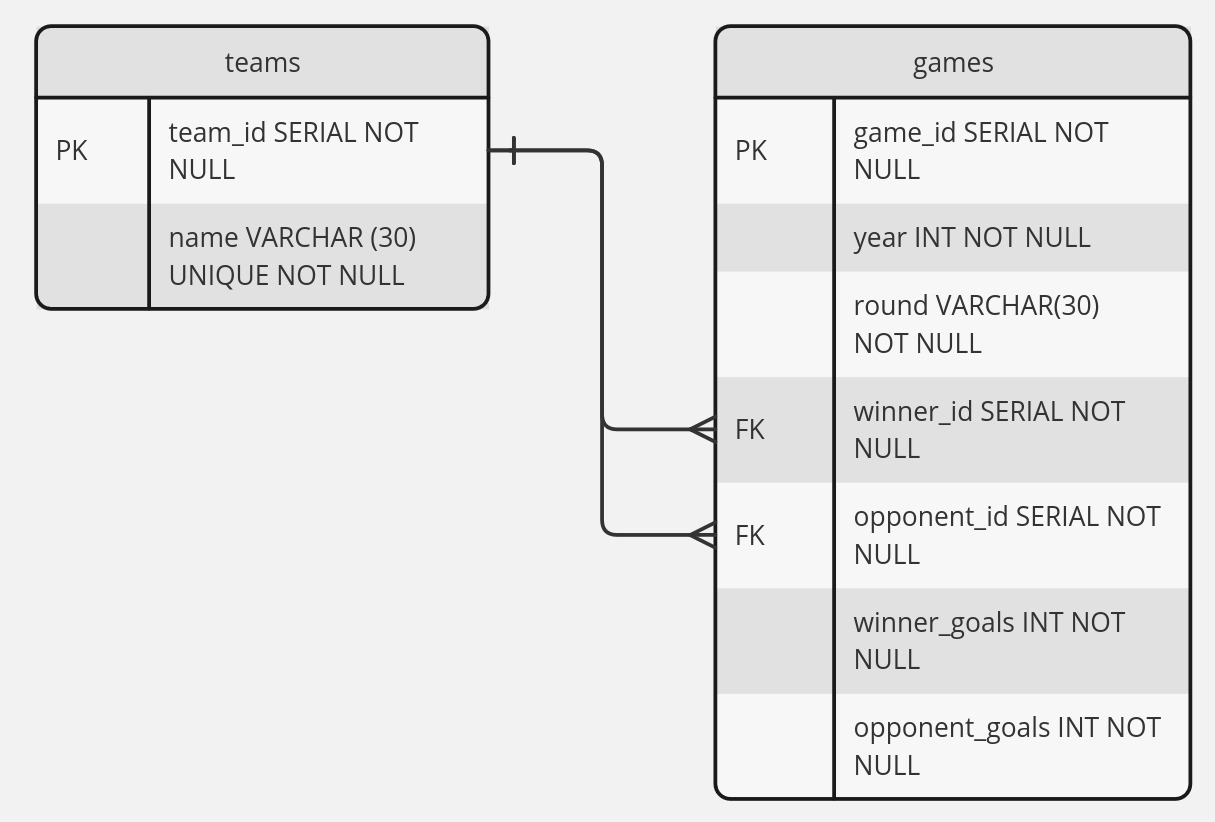 teams
PK
team_id SERIAL NOT
NULL
name VARCHAR (30)
UNIQUE NOT NULL
games
PK
game_id SERIAL NOT
NULL
year INT NOT NULL
round VARCHAR(30)
NOT NULL
FK
winner_id SERIAL NOT
NULL
FK
opponent_id SERIAL NOT
NULL
winner_goals INT NOT
NULL
opponent_goals INT NOT
NULL